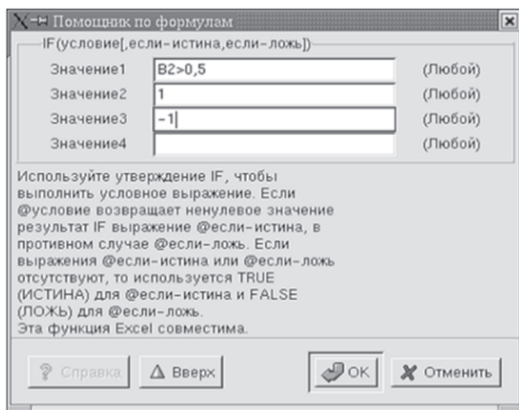 Помощник по формулам
IF(условие[,если-истина,если-ложь])
Значение1 B2>0,5 (Любой)
Значение2 1 (Любой)
Значение3 -1 (Любой)
Значение4 (Любой)
Используйте утверждение IF, чтобы
выполнить условное выражение. Если
@условие возвращает ненулевое значение
результат IF выражение @если-истина, в
противном случае @если-ложь. Если
выражения @если-истина или @если-ложь
отсутствуют, то используется TRUE
(ИСТИНА) для @если-истина и FALSE
(ЛОЖЬ) для @если-ложь.
Эта функция Excel совместима.
Справка Вверх OK Отменить